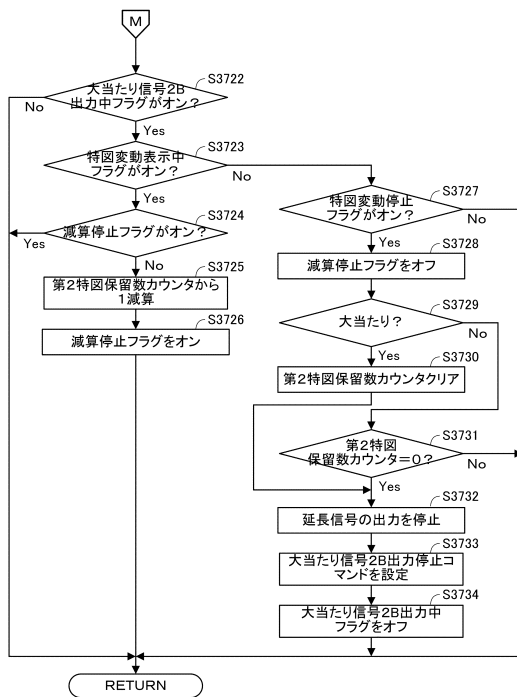 M
S3722
大当たり信号2B
出力中フラグがオン？
No
Yes
S3723
特図変動表示中
フラグがオン？
No
Yes
S3724
減算停止フラグがオン？
Yes
No
S3725
第2特図保留数カウンタから
1減算
S3726
減算停止フラグをオン
S3727
特図変動停止
フラグがオン？
No
Yes
S3728
減算停止フラグをオフ
S3729
大当たり？
No
Yes
S3730
第2特図保留数カウンタクリア
S3731
第2特図
保留数カウンタ=0？
No
Yes
S3732
延長信号の出力を停止
S3733
大当たり信号2B出力停止コ
マンドを設定
S3734
大当たり信号2B出力中
フラグをオフ
RETURN